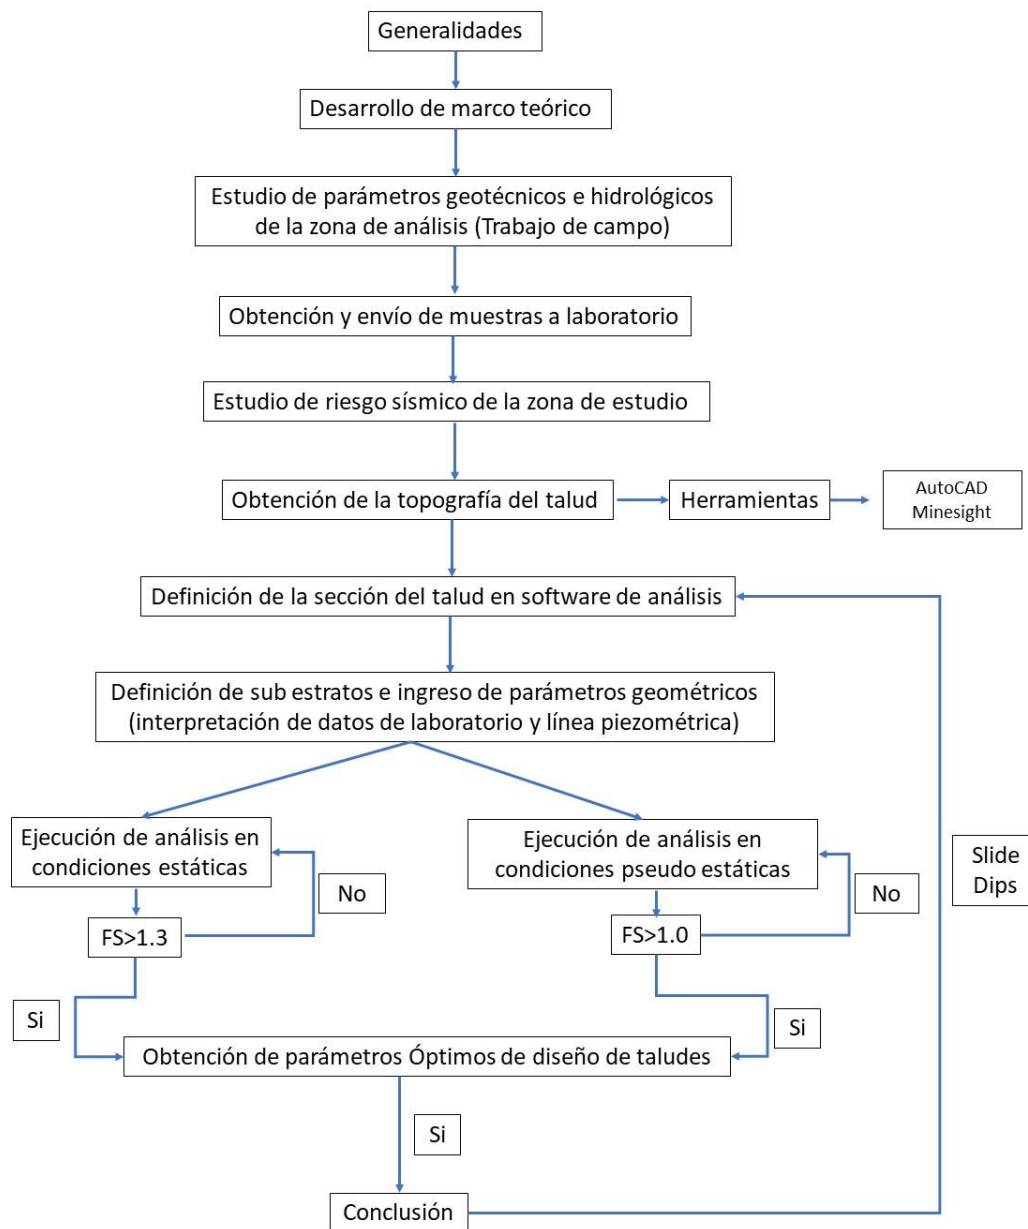 Generalidades
Desarrollo de marco teórico
Estudio de parámetros geotécnicos e hidrológicos
de la zona de análisis (Trabajo de campo)
Obtención y envío de muestras a laboratorio
Estudio de riesgo sísmico de la zona de estudio
Obtención de la topografía del talud
Herramientas
AutoCAD
Minesight
Definición de la sección del talud en software de análisis
Definición de sub estratos e ingreso de parámetros geométricos
(interpretación de datos de laboratorio y línea piezométrica)
Ejecución de análisis en
condiciones estáticas
No
FS>1.3
Si
Ejecución de análisis en
condiciones pseudo estáticas
No
FS>1.0
Si
Slide
Dips
Obtención de parámetros Óptimos de diseño de taludes
Si
Conclusión